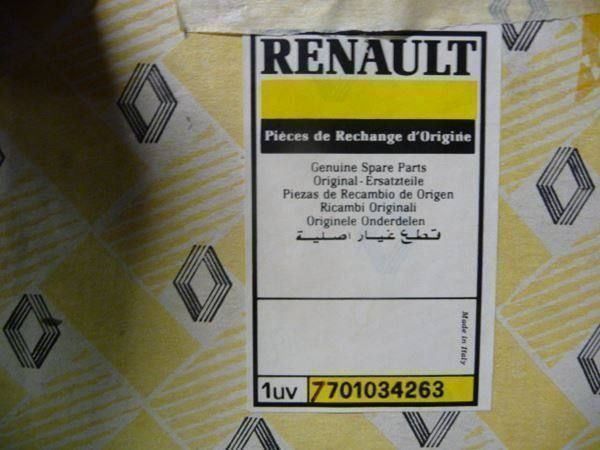 RENAULT
Pièces de Rechange d'Origine
Genuine Spare Parts
Original-Ersatzteile
Piezas de Recambio de Origen
Ricambi Originali
Originele Onderdelen
قطع غيار اصلية
Made in Italy
1uv 7701034263